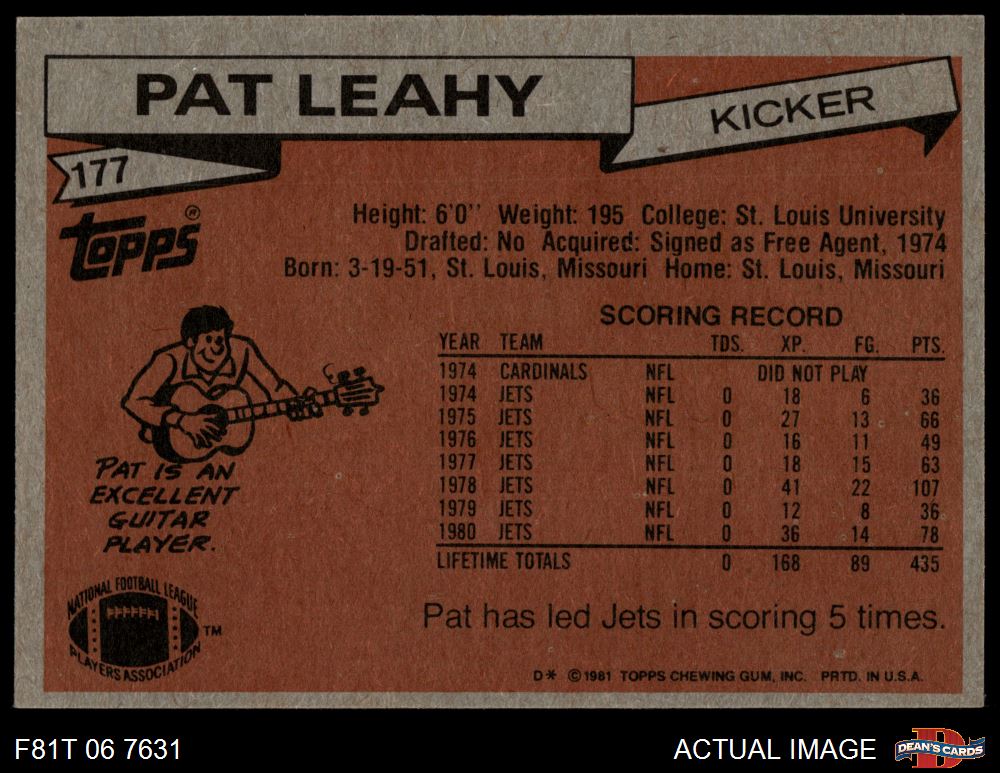 PAT LEAHY
KICKER
177
TOPPS®
Height: 6'0" Weight: 195 College: St. Louis University
Drafted: No Acquired: Signed as Free Agent, 1974
Born: 3-19-51, St. Louis, Missouri Home: St. Louis, Missouri
SCORING RECORD
YEAR TEAM TDS. XP. FG. PTS.
1974 CARDINALS NFL DID NOT PLAY
1974 JETS NFL 0 18 6 36
1975 JETS NFL 0 27 13 66
1976 JETS NFL 0 16 11 49
1977 JETS NFL 0 18 15 63
1978 JETS NFL 0 41 22 107
1979 JETS NFL 0 12 8 36
1980 JETS NFL 0 36 14 78
LIFETIME TOTALS 0 168 89 435
PAT IS AN
EXCELLENT
GUITAR
PLAYER.
NATIONAL FOOTBALL LEAGUE
PLAYERS ASSOCIATION
TM
Pat has led Jets in scoring 5 times.
D* ©1981 TOPPS CHEWING GUM, INC. PRTD. IN U.S.A.
F81T 06 7631
ACTUAL IMAGE
D
DEAN'S CARDS